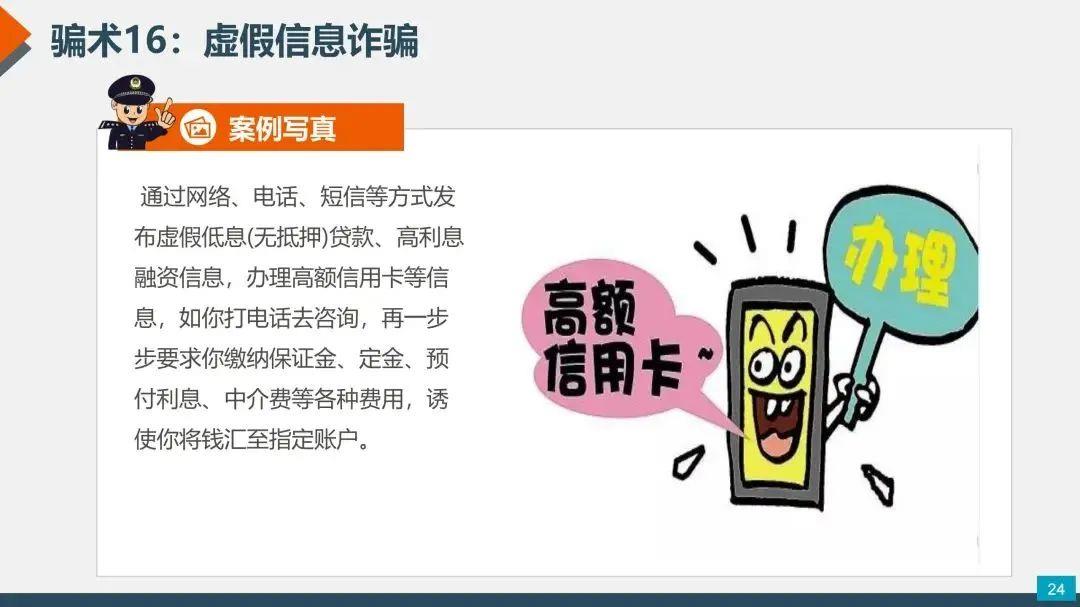 骗术16：虚假信息诈骗
案例写真
通过网络、电话、短信等方式发
布虚假低息(无抵押)贷款、高利息
融资信息，办理高额信用卡等信
息，如你打电话去咨询，再一步
步要求你缴纳保证金、定金、预
付利息、中介费等各种费用，诱
使你将钱汇至指定账户。
高额
信用卡~
办理
24